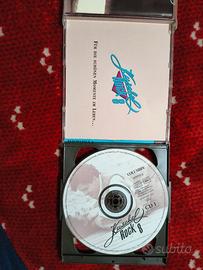 Kuschel
Rock 8
Für die schönen Momente im Leben...
COLUMBIA
CD 1
Kuschel
ROCK 8
subito